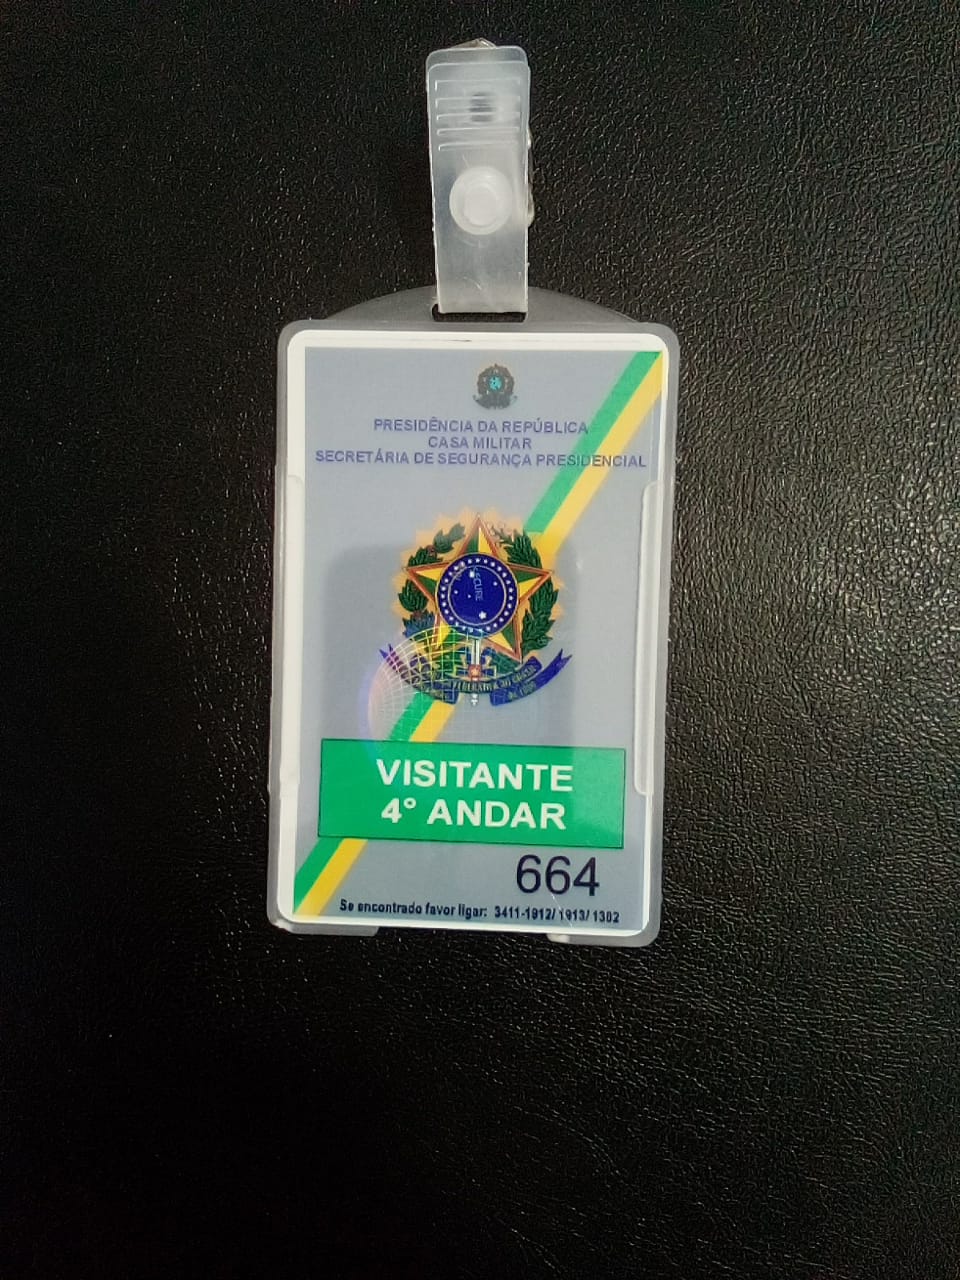 PRESIDÊNCIA DA REPÚBLICA
CASA MILITAR
SECRETÁRIA DE SEGURANÇA PRESIDENCIAL
VISITANTE
4° ANDAR
664
Se encontrado favor ligar: 3411-1912/ 1913/ 1302